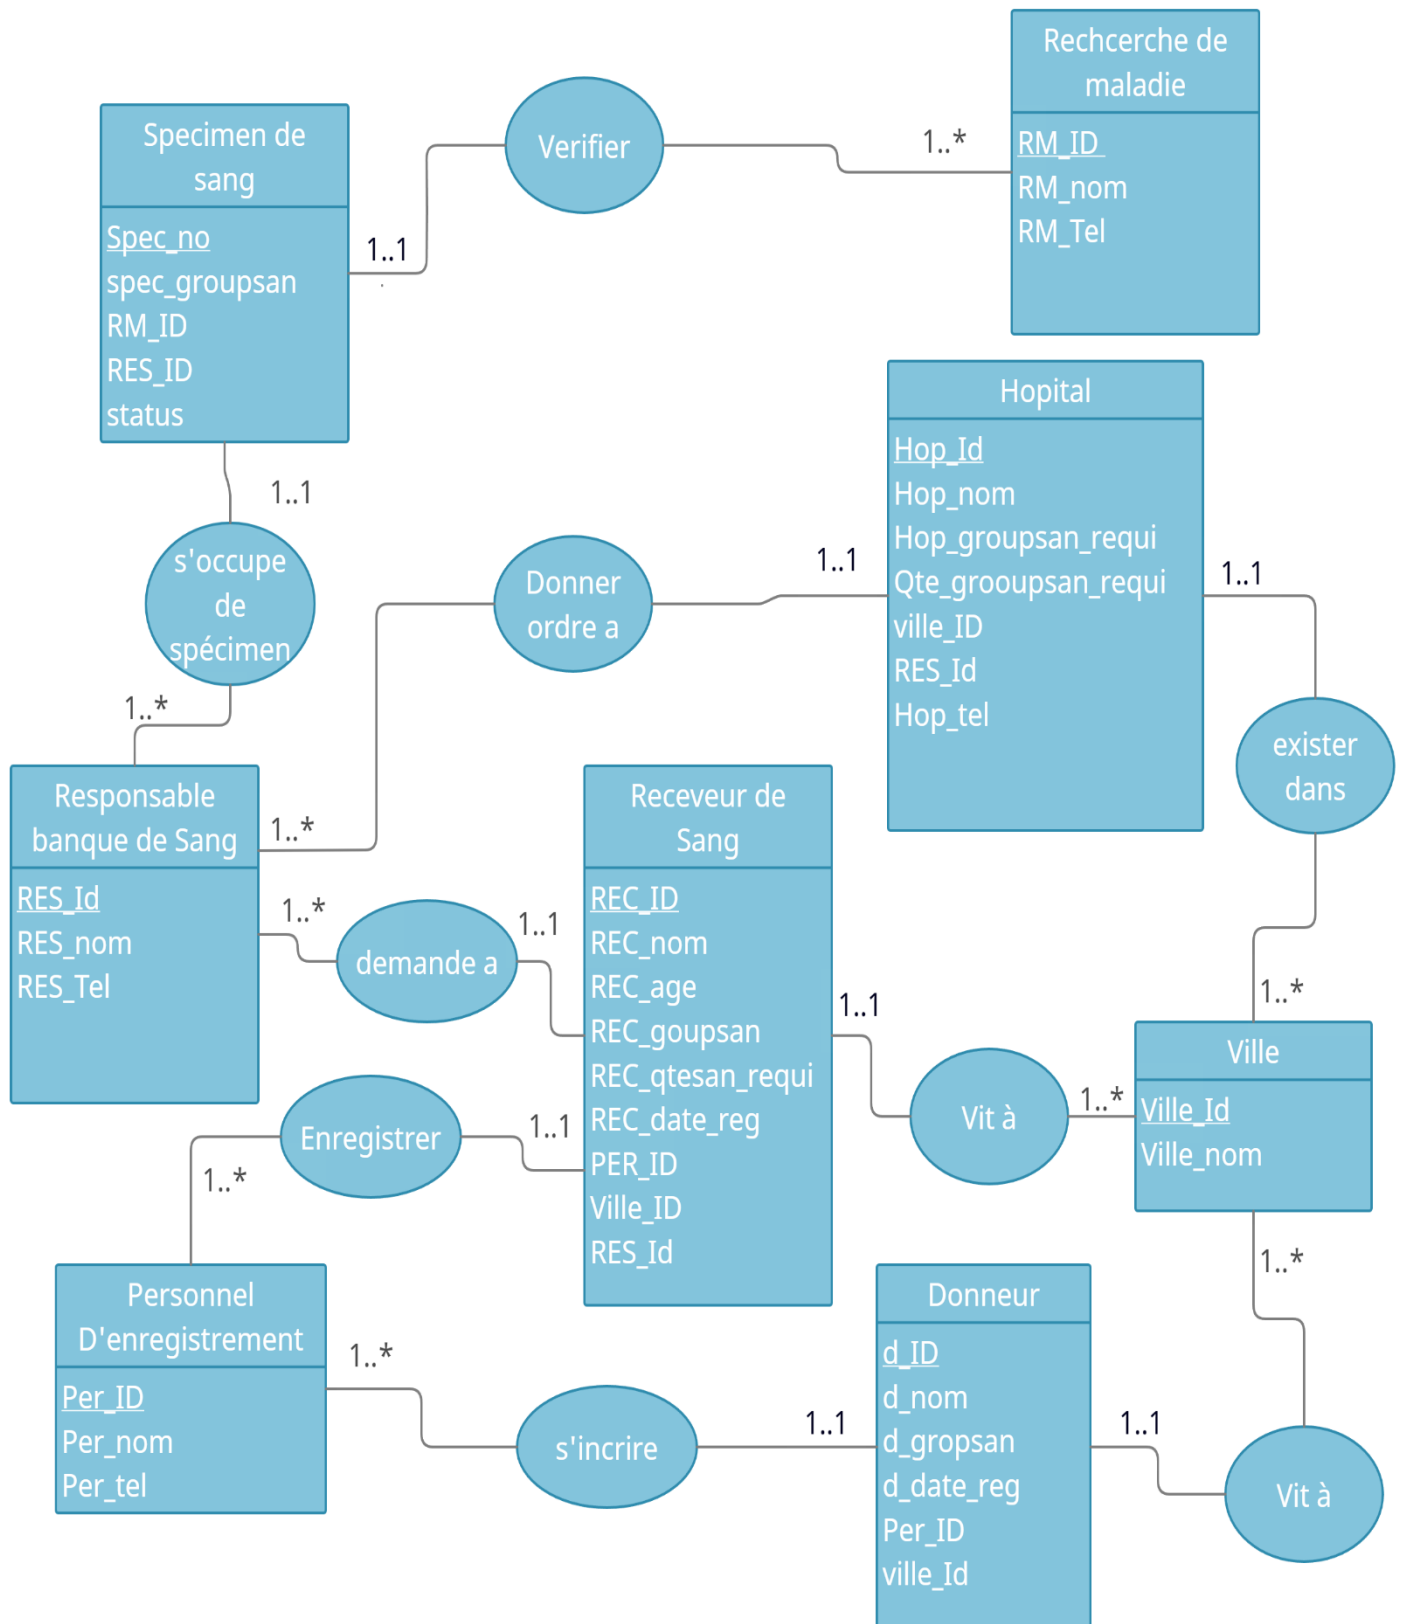 Rechcerche de
maladie
RM_ID
RM_nom
RM_Tel
Specimen de
sang
Spec_no
spec_groupsan
RM_ID
RES_ID
status
Verifier
1..*
1..1
Hopital
Hop_Id
Hop_nom
Hop_groupsan_requi
Qte_grooupsan_requi
ville_ID
RES_Id
Hop_tel
1..1
s'occupe
de
spécimen
1..*
Donner
ordre a
1..1
1..1
exister
dans
1..*
Responsable
banque de Sang
RES_Id
RES_nom
RES_Tel
1..*
1..*
demande a
1..1
Receveur de
Sang
REC_ID
REC_nom
REC_age
REC_goupsan
REC_qtesan_requi
REC_date_reg
PER_ID
Ville_ID
RES_Id
1..1
Vit à
1..*
Ville
Ville_Id
Ville_nom
Enregistrer
1..1
1..*
Personnel
D'enregistrement
Per_ID
Per_nom
Per_tel
1..*
s'incrire
1..1
Donneur
d_ID
d_nom
d_gropsan
d_date_reg
Per_ID
ville_Id
1..1
1..*
Vit à